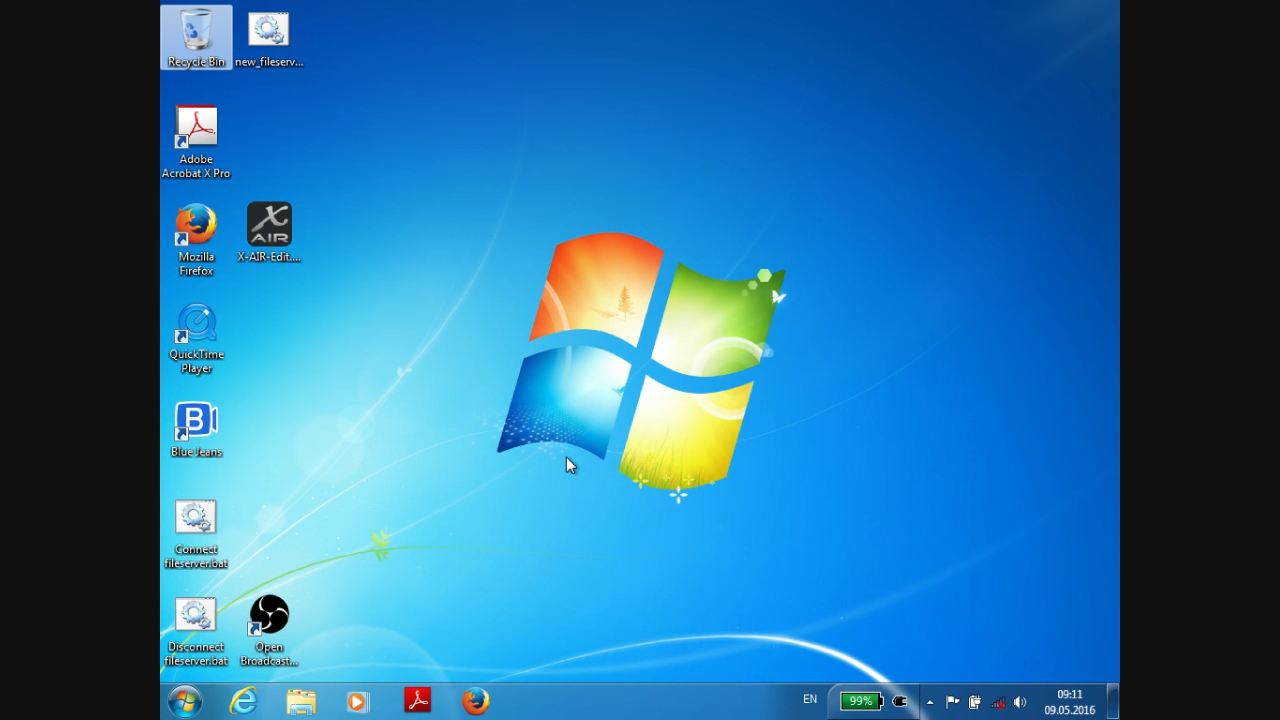 Recycle Bin
new_fileserv...
Adobe
Acrobat X Pro
Mozilla
Firefox
X
AIR
X-AIR-Edit....
QuickTime
Player
B
Blue Jeans
Connect
fileserver.bat
Disconnect
fileserver.bat
Open
Broadcast...
EN
99%
09:11
09.05.2016